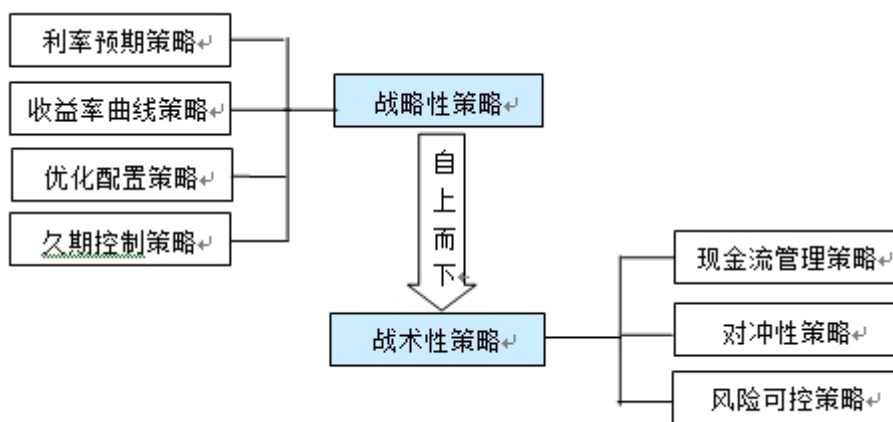 利率预期策略
收益率曲线策略
优化配置策略
久期控制策略
战略性策略
自上而下
战术性策略
现金流管理策略
对冲性策略
风险可控策略